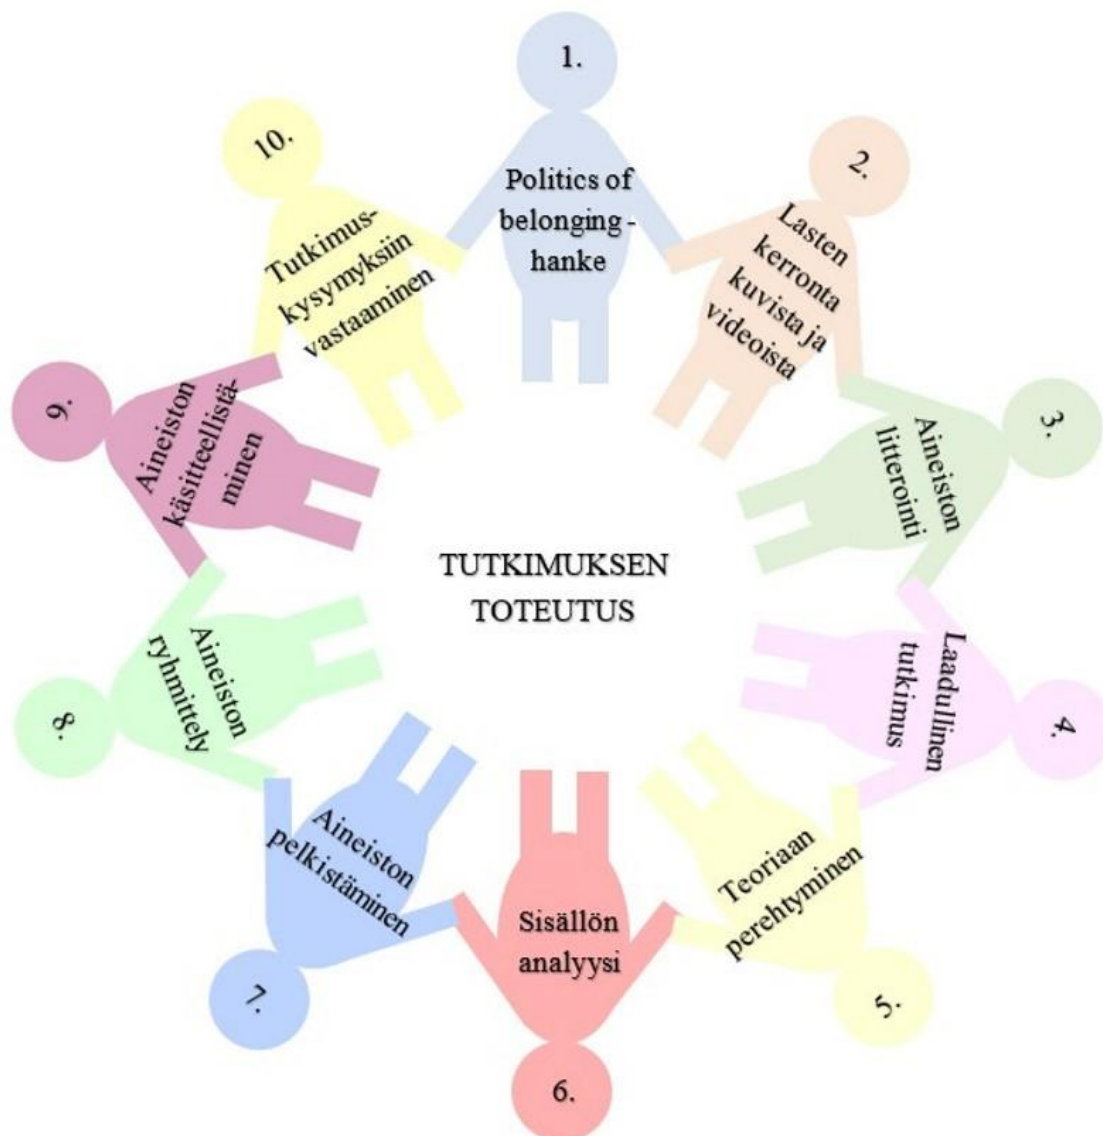 1.
Politics of
belonging -
hanke
2.
Lasten
kerronta
kuvista ja
videoista
3.
Aineiston
litterointi
4.
Laadullinen
tutkimus
5.
Teoriaan
perehtyminen
6.
Sisällön
analyysi
7.
Aineiston
pelkistäminen
8.
Aineiston
ryhmittely
9.
Aineiston
käsitteellistä-
minen
10.
Tutkimus-
kysymyksiin
vastaaminen
TUTKIMUKSEN
TOTEUTUS